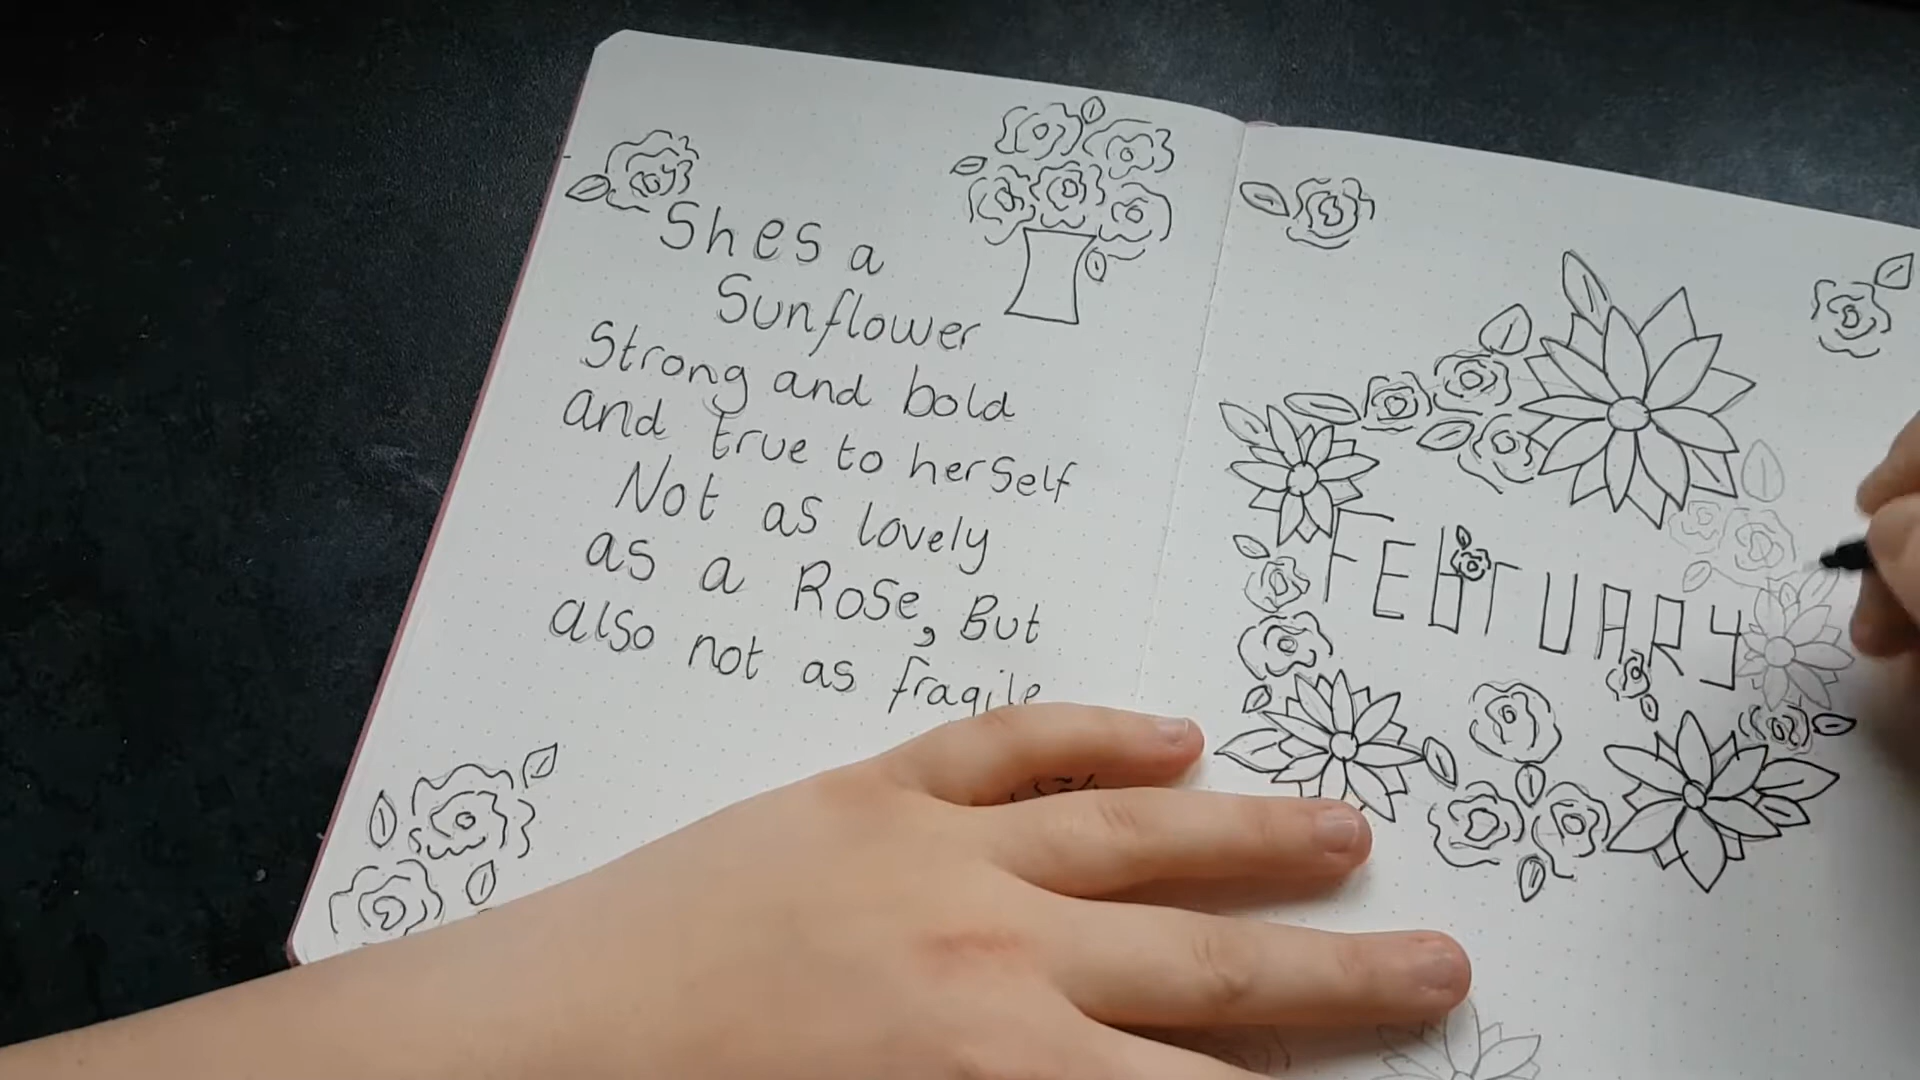 Shes a
Sunflower
Strong and bold
and true to herself
Not as lovely
as a Rose, But
also not as fragile
FEbrUARY